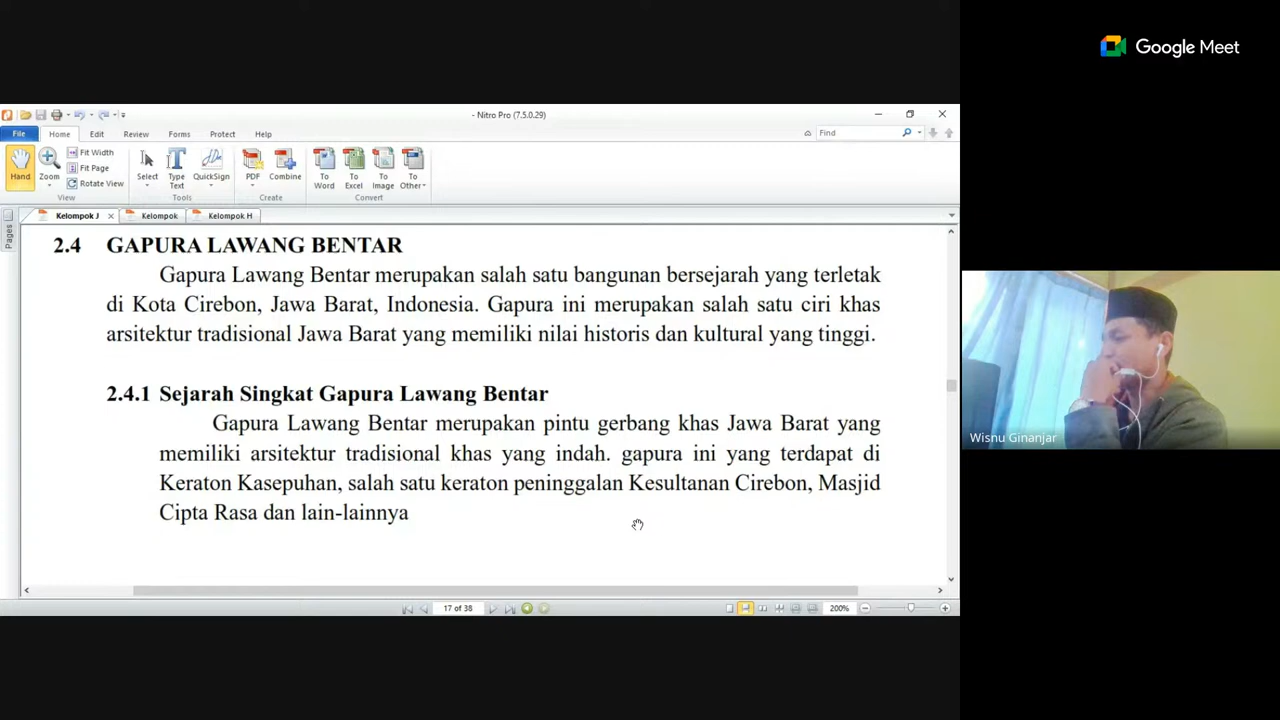 Google Meet
- Nitro Pro (7.5.0.29)
File Home Edit Review Forms Protect Help
Find
Hand
Zoom
Fit Width
Fit Page
Rotate View
View
Select
Type Text
QuickSign
Tools
PDF
Combine
Create
To Word
To Excel
To Image
To Other
Convert
Kelompok J
Kelompok
Kelompok H
Pages
2.4 GAPURA LAWANG BENTAR
Gapura Lawang Bentar merupakan salah satu bangunan bersejarah yang terletak
di Kota Cirebon, Jawa Barat, Indonesia. Gapura ini merupakan salah satu ciri khas
arsitektur tradisional Jawa Barat yang memiliki nilai historis dan kultural yang tinggi.
2.4.1 Sejarah Singkat Gapura Lawang Bentar
Gapura Lawang Bentar merupakan pintu gerbang khas Jawa Barat yang
memiliki arsitektur tradisional khas yang indah. gapura ini yang terdapat di
Keraton Kasepuhan, salah satu keraton peninggalan Kesultanan Cirebon, Masjid
Cipta Rasa dan lain-lainnya
17 of 38
200%
Wisnu Ginanjar